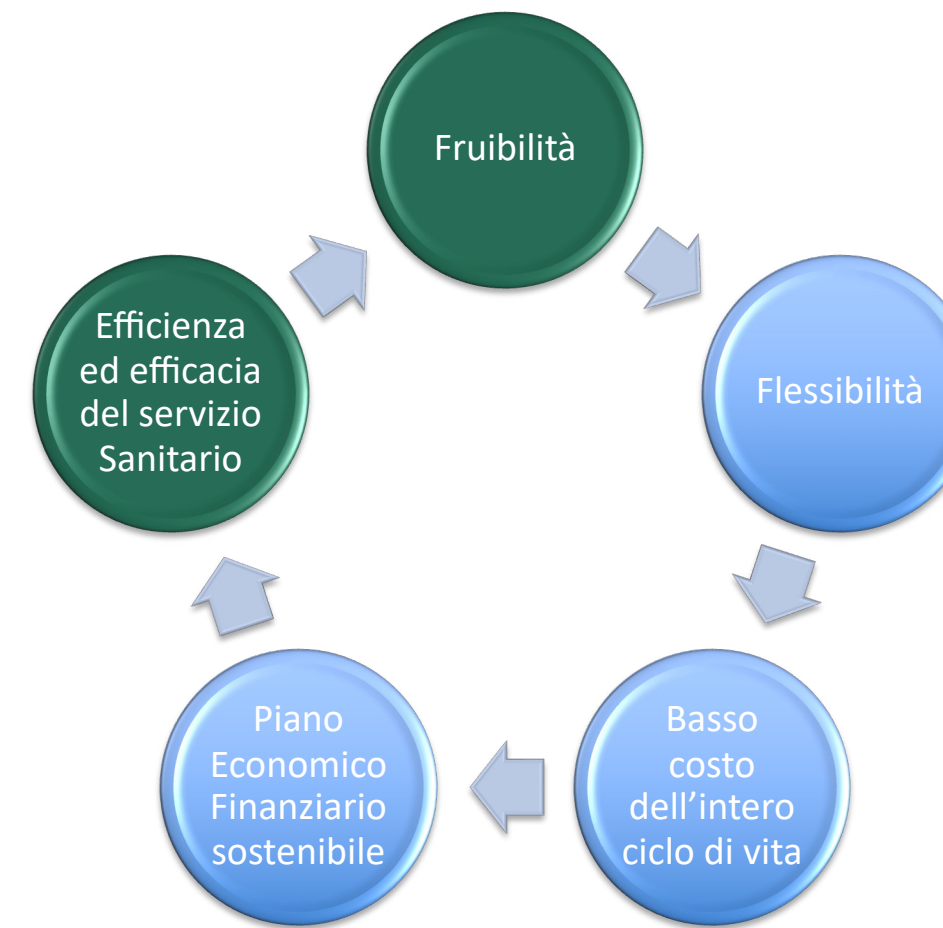 Fruibilità
Flessibilità
Basso
costo
dell’intero
ciclo di vita
Piano
Economico
Finanziario
sostenibile
Efficienza
ed efficacia
del servizio
Sanitario